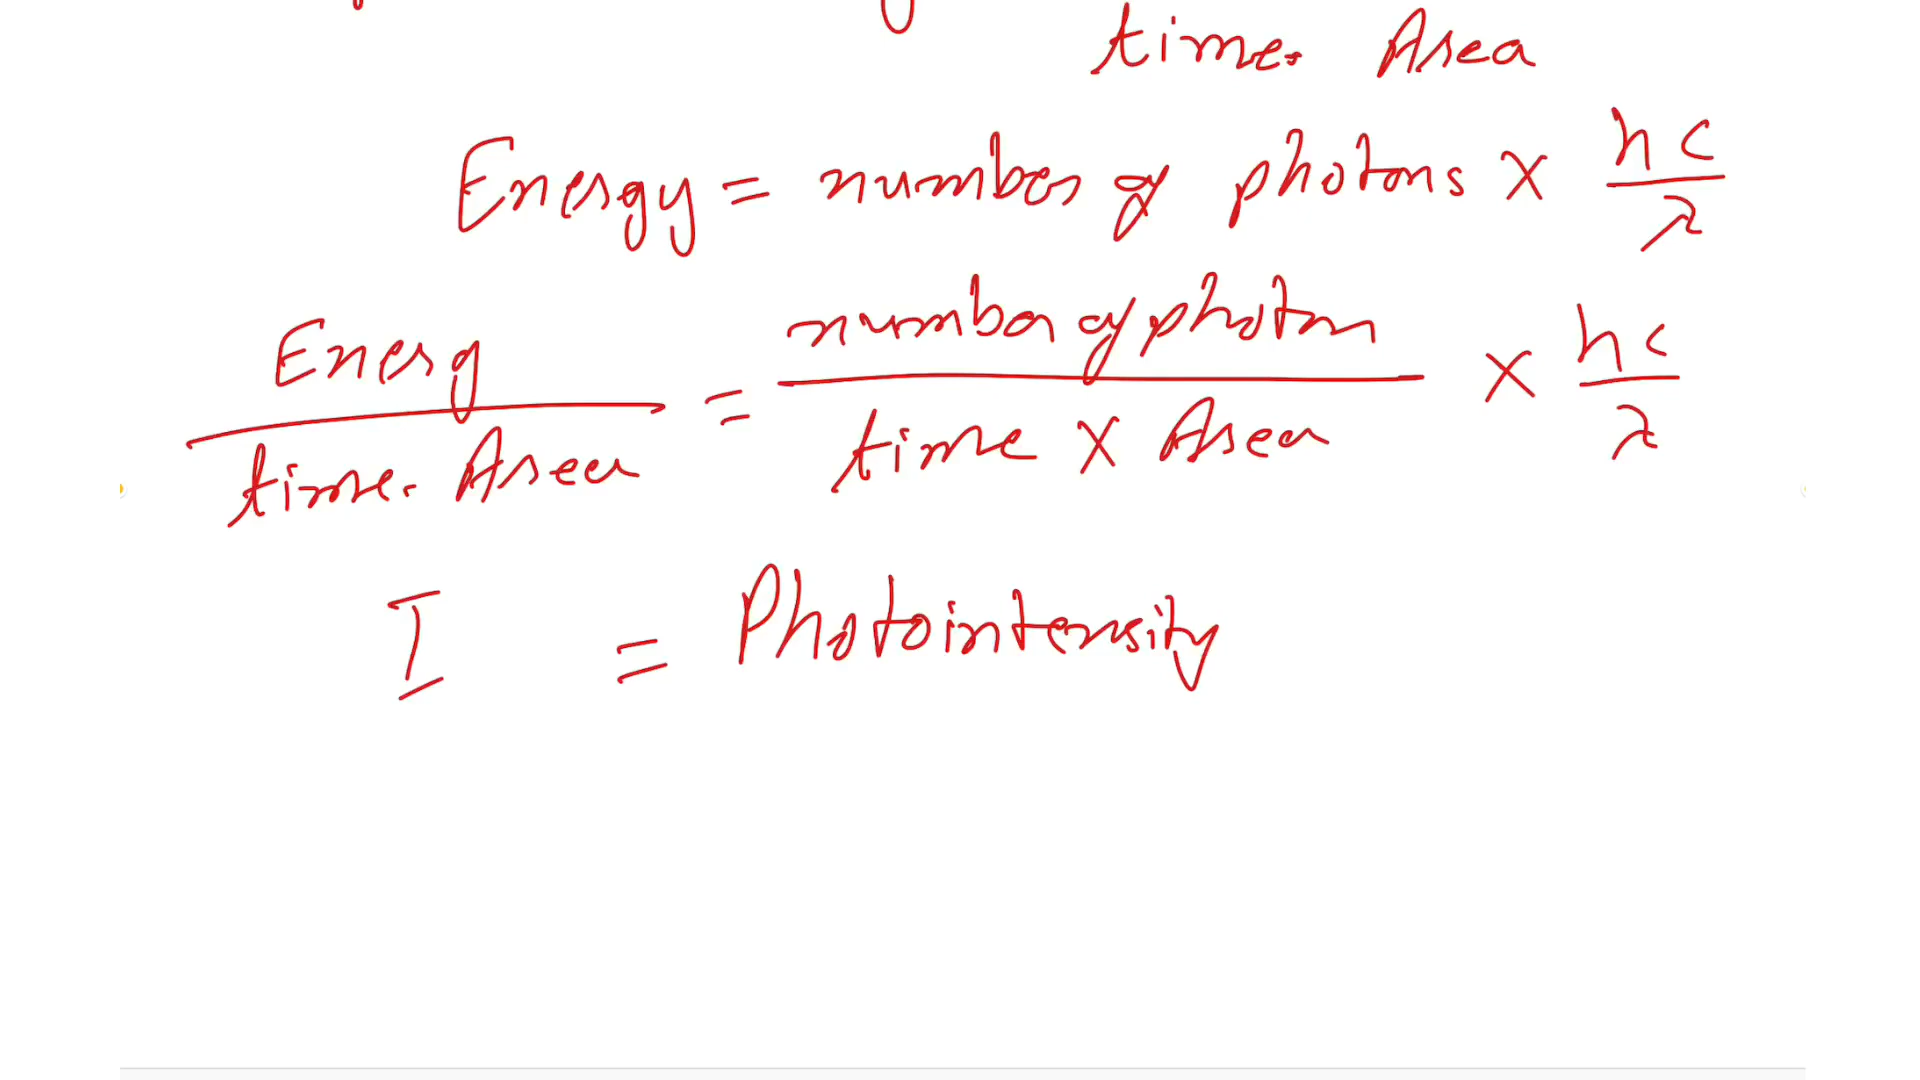 time. Area
Energy = number of photons × hc/λ
Energ/time. Area = number of photon/time × Area × hc/λ
I = Photointensity